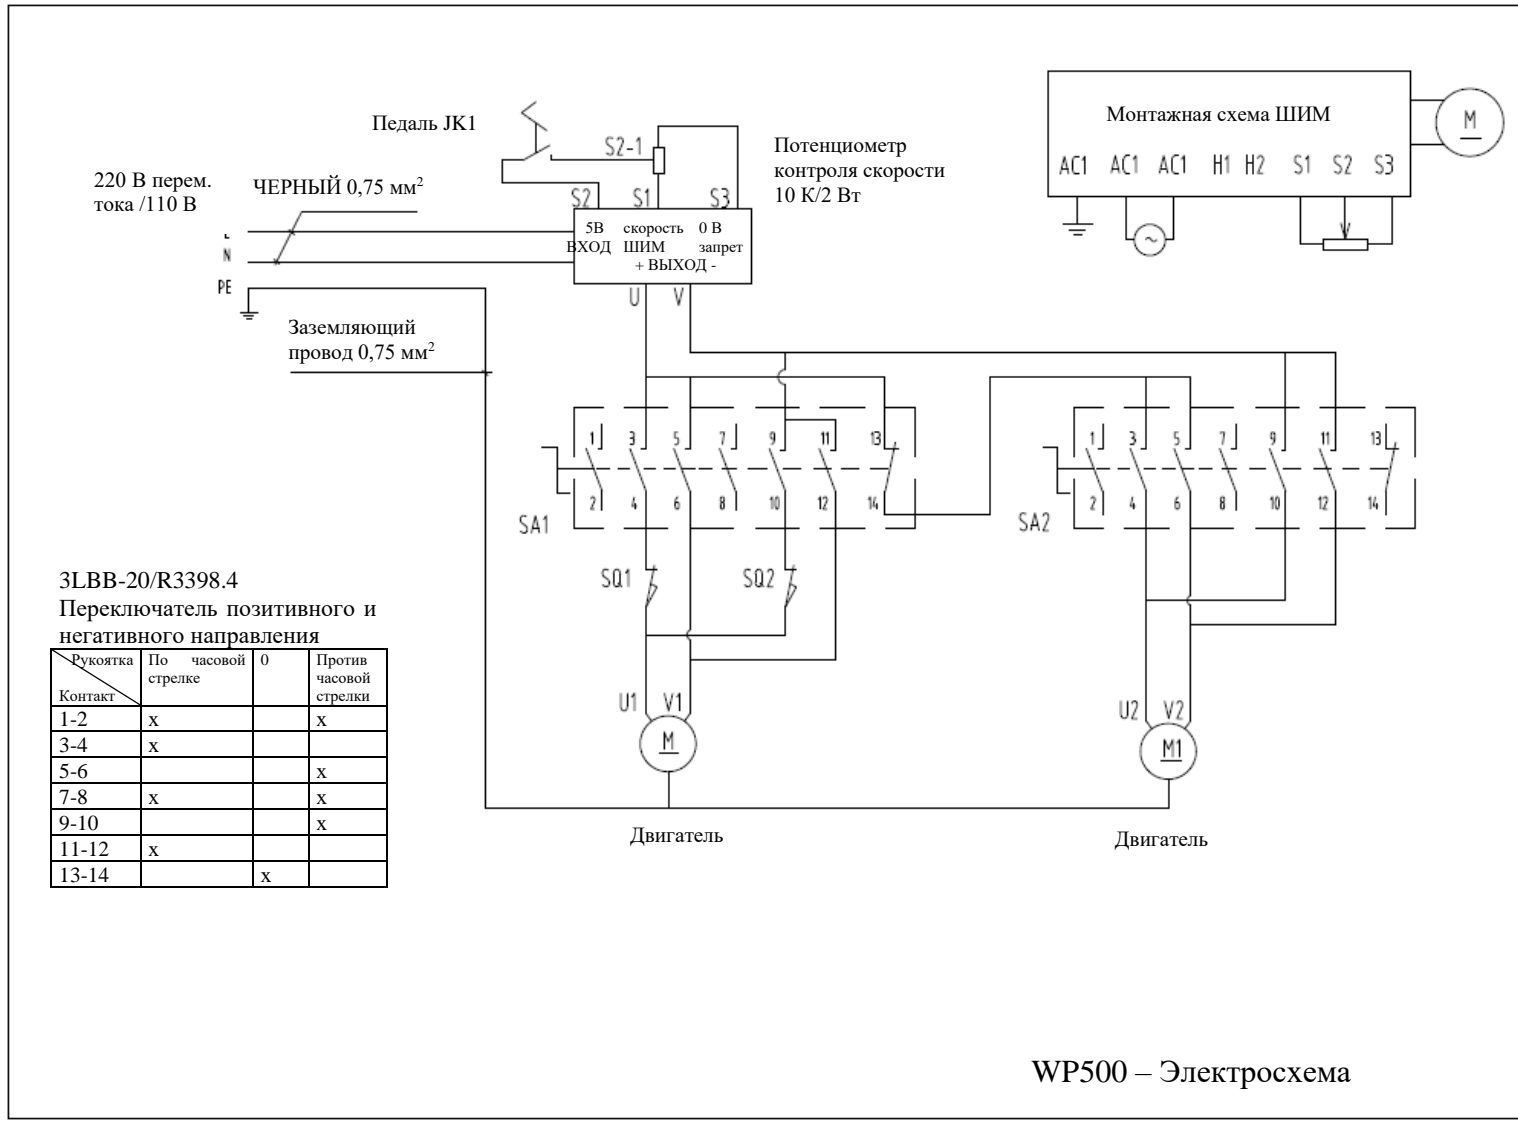 Педаль JK1
220 В перем.
тока /110 В
ЧЕРНЫЙ 0,75 мм²
S2-1
Потенциометр
контроля скорости
10 К/2 Вт
S2 S1 S3
5В скорость 0 В
ВХОД ШИМ запрет
+ ВЫХОД -
L
N
PE
U V
Заземляющий
провод 0,75 мм²
Монтажная схема ШИМ
AC1 AC1 AC1 H1 H2 S1 S2 S3
M
~
1 3 5 7 9 11 13
2 4 6 8 10 12 14
SA1
1 3 5 7 9 11 13
2 4 6 8 10 12 14
SA2
SQ1 SQ2
U1 V1
M
Двигатель
U2 V2
M1
Двигатель
3LBB-20/R3398.4
Переключатель позитивного и
негативного направления
Рукоятка По часовой 0 Против
стрелке часовой
Контакт стрелки
1-2 x x
3-4 x
5-6 x
7-8 x x
9-10 x
11-12 x
13-14 x
WP500 – Электросхема